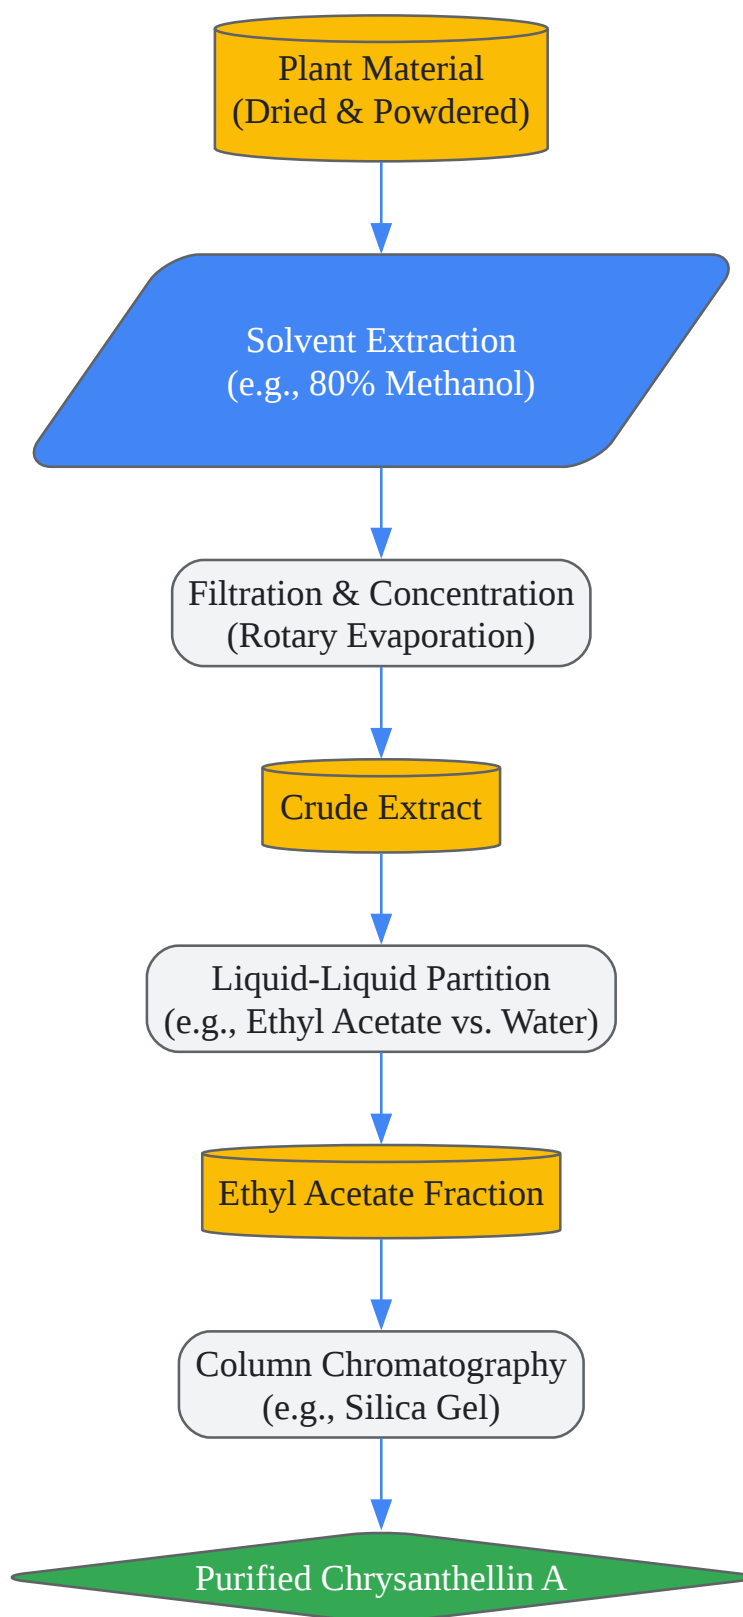 Plant Material
(Dried & Powdered)
Solvent Extraction
(e.g., 80% Methanol)
Filtration & Concentration
(Rotary Evaporation)
Crude Extract
Liquid-Liquid Partition
(e.g., Ethyl Acetate vs. Water)
Ethyl Acetate Fraction
Column Chromatography
(e.g., Silica Gel)
Purified Chrysanthellin A